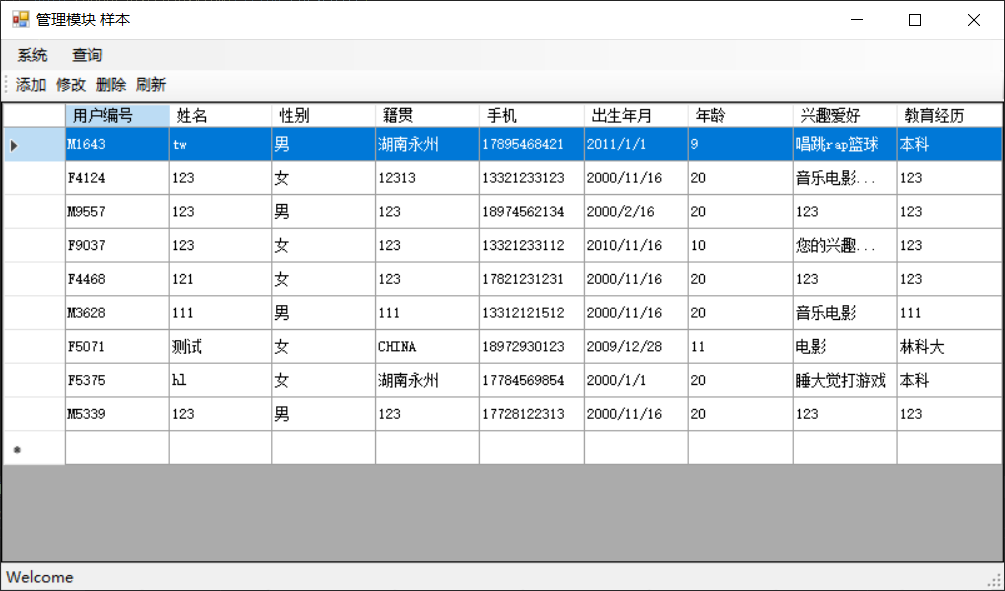 管理模块 样本
系统 查询
添加 修改 删除 刷新
用户编号 姓名 性别 籍贯 手机 出生年月 年龄 兴趣爱好 教育经历
M1643 tw 男 湖南永州 17895468421 2011/1/1 9 唱跳rap篮球 本科
F4124 123 女 12313 13321233123 2000/11/16 20 音乐电影... 123
M9557 123 男 123 18974562134 2000/2/16 20 123 123
F9037 123 女 123 13321233112 2010/11/16 10 您的兴趣... 123
F4468 121 女 123 17821231231 2000/11/16 20 123 123
M3628 111 男 111 13312121512 2000/11/16 20 音乐电影 111
F5071 测试 女 CHINA 18972930123 2009/12/28 11 电影 林科大
F5375 hl 女 湖南永州 17784569854 2000/1/1 20 睡大觉打游戏 本科
M5339 123 男 123 17728122313 2000/11/16 20 123 123
Welcome